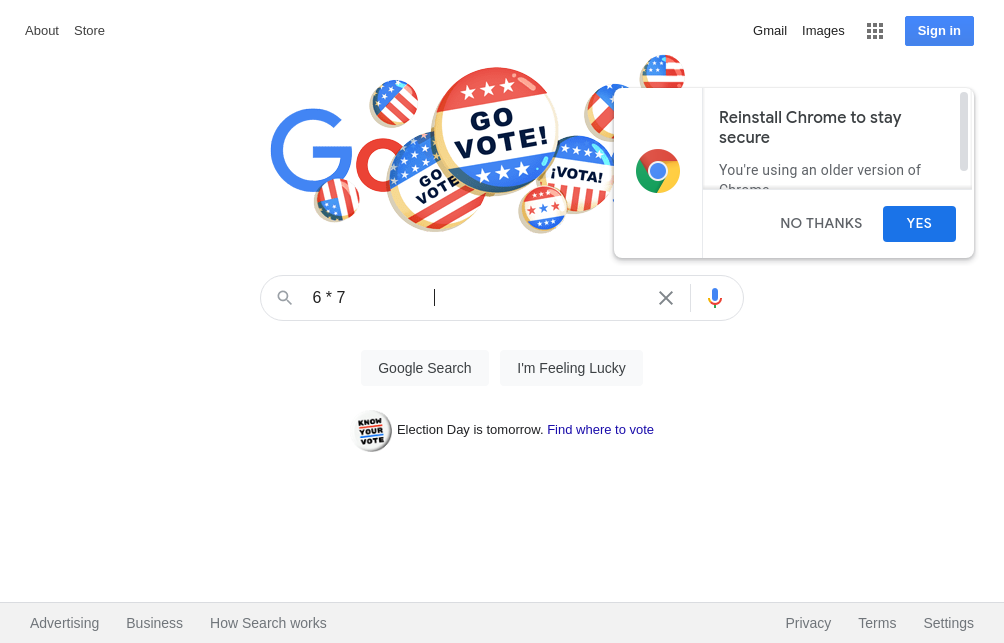 About Store
Gmail Images Sign in
GO VOTE!
GO VOTE
¡VOTA!
Reinstall Chrome to stay
secure
You're using an older version of
Chrome
NO THANKS YES
6 * 7
Google Search I'm Feeling Lucky
KNOW
YOUR
VOTE
Election Day is tomorrow. Find where to vote
Advertising Business How Search works Privacy Terms Settings